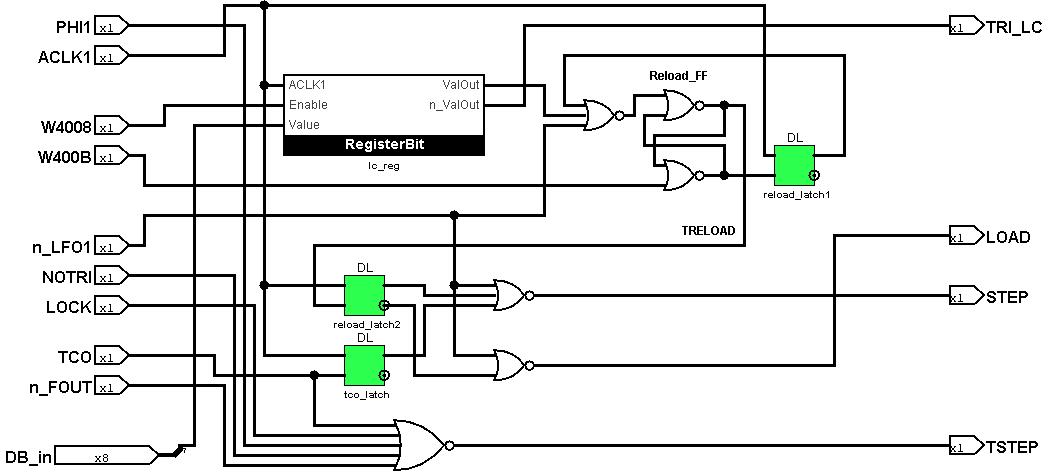 PHI1 x1
ACLK1 x1
W4008 x1
W400B x1
n_LFO1 x1
NOTRI x1
LOCK x1
TCO x1
n_FOUT x1
DB_in x8
7
ACLK1 ValOut
Enable n_ValOut
Value
RegisterBit
lc_reg
Reload_FF
DL
reload_latch1
TRELOAD
DL
reload_latch2
DL
tco_latch
x1 TRI_LC
x1 LOAD
x1 STEP
x1 TSTEP